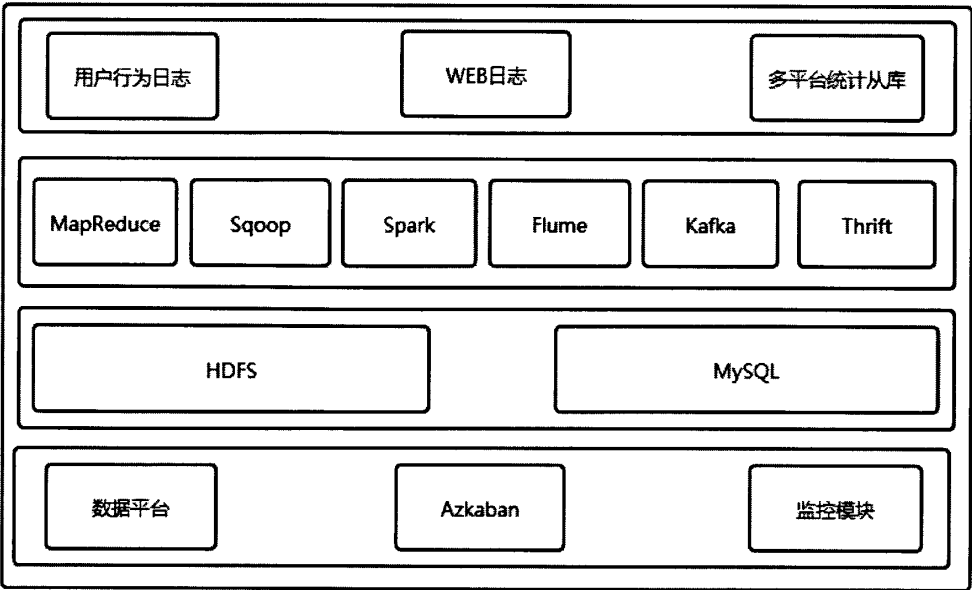 用户行为日志
WEB日志
多平台统计从库
MapReduce
Sqoop
Spark
Flume
Kafka
Thrift
HDFS
MySQL
数据平台
Azkaban
监控模块